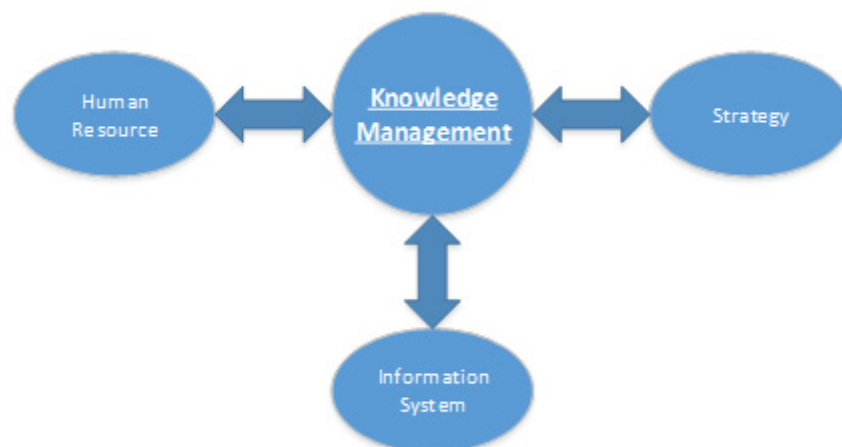 Human
Resource
Knowledge
Management
Strategy
Information
System